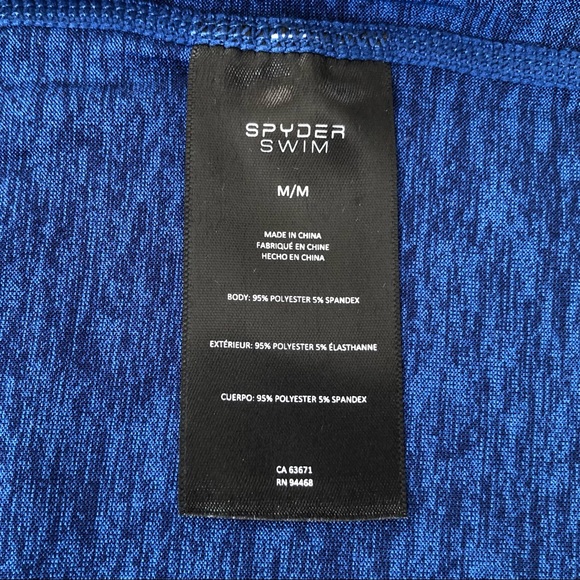 SPYDER
SWIM
M/M
MADE IN CHINA
FABRIQUÉ EN CHINE
HECHO EN CHINA
BODY: 95% POLYESTER 5% SPANDEX
EXTÉRIEUR: 95% POLYESTER 5% ÉLASTHANNE
CUERPO: 95% POLYESTER 5% SPANDEX
CA 63671
RN 94468